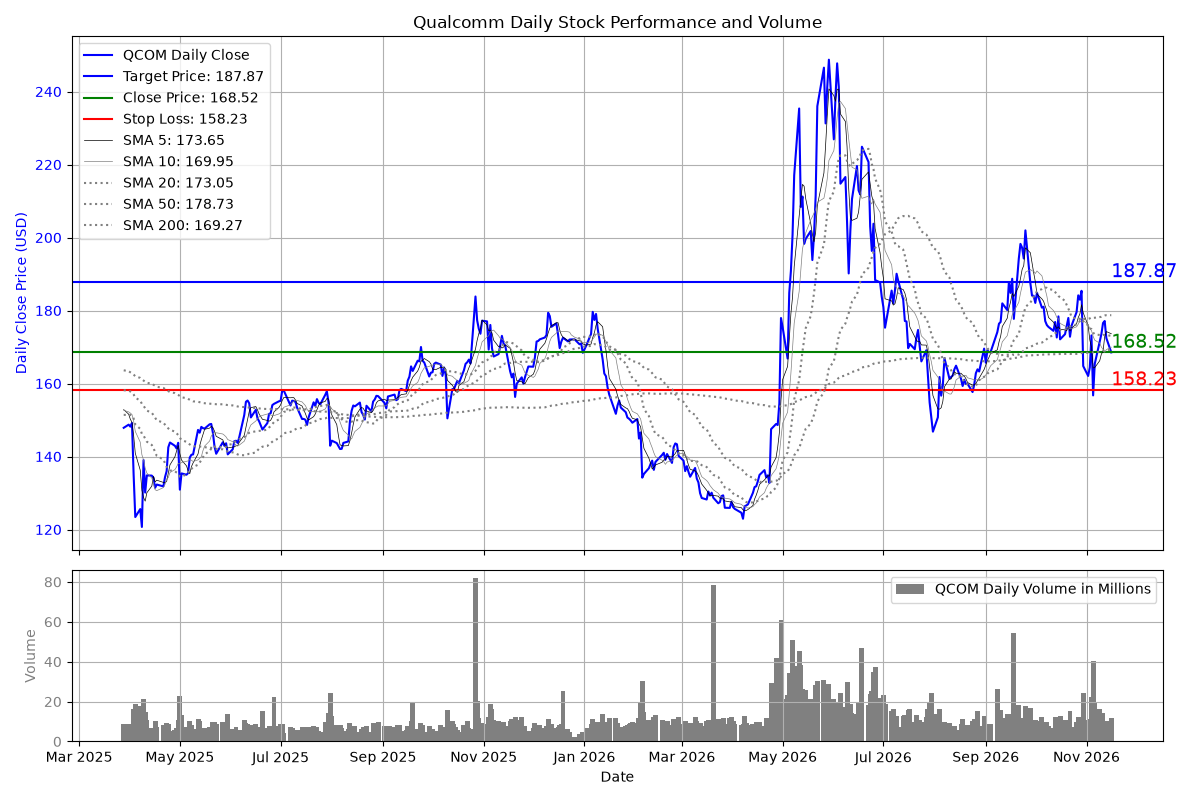 Qualcomm Daily Stock Performance and Volume
QCOM Daily Close
Target Price: 187.87
Close Price: 168.52
Stop Loss: 158.23
SMA 5: 173.65
SMA 10: 169.95
SMA 20: 173.05
SMA 50: 178.73
SMA 200: 169.27
Daily Close Price (USD)
240
220
200
180
160
140
120
187.87
168.52
158.23
QCOM Daily Volume in Millions
Volume
80
60
40
20
0
Mar 2025 May 2025 Jul 2025 Sep 2025 Nov 2025 Jan 2026 Mar 2026 May 2026 Jul 2026 Sep 2026 Nov 2026
Date